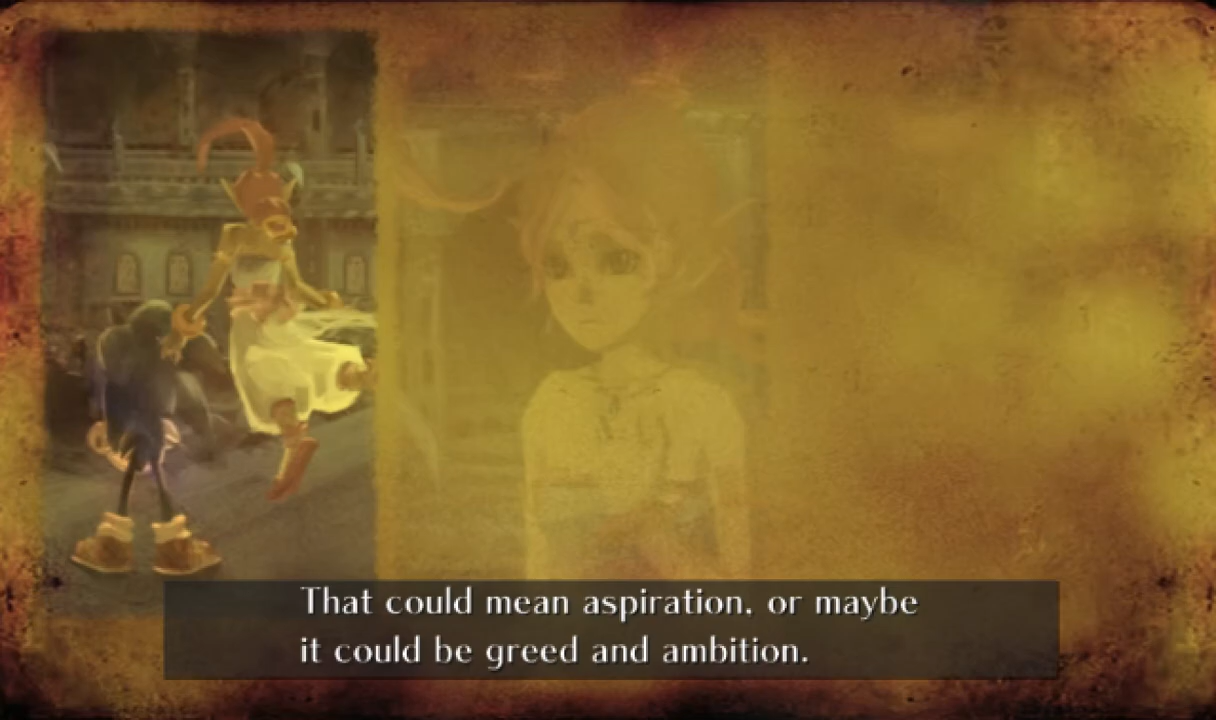 That could mean aspiration, or maybe
it could be greed and ambition.